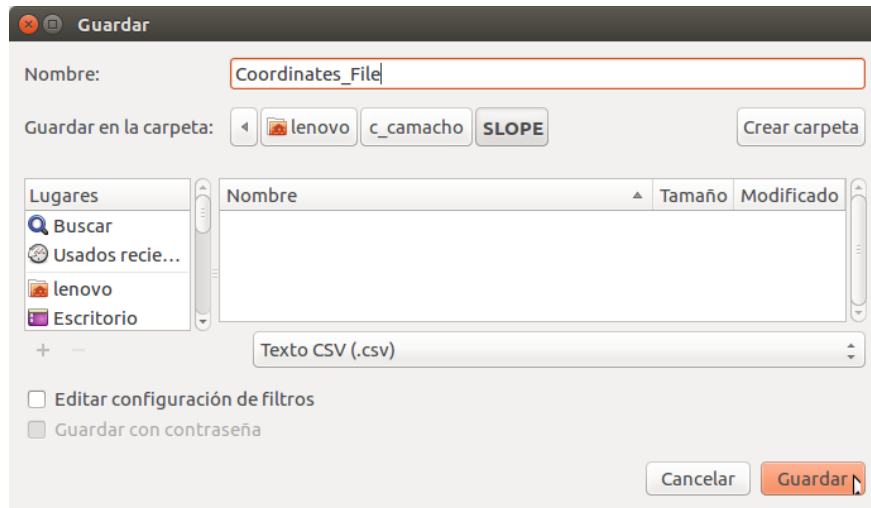 Guardar
Nombre: Coordinates_File
Guardar en la carpeta: lenovo c_camacho SLOPE Crear carpeta
Lugares Nombre Tamaño Modificado
Buscar
Usados recie...
lenovo
Escritorio
Texto CSV (.csv)
Editar configuración de filtros
Guardar con contraseña
Cancelar Guardar